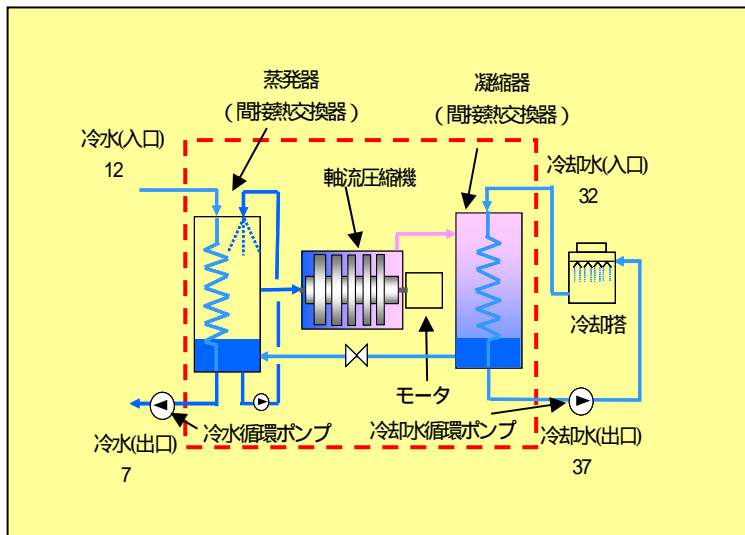 蒸発器
(間接熱交換器)
凝縮器
(間接熱交換器)
冷水(入口)
12
軸流圧縮機
冷却水(入口)
32
冷却搭
モータ
冷水(出口)
7
冷水循環ポンプ
冷却水循環ポンプ
冷却水(出口)
37